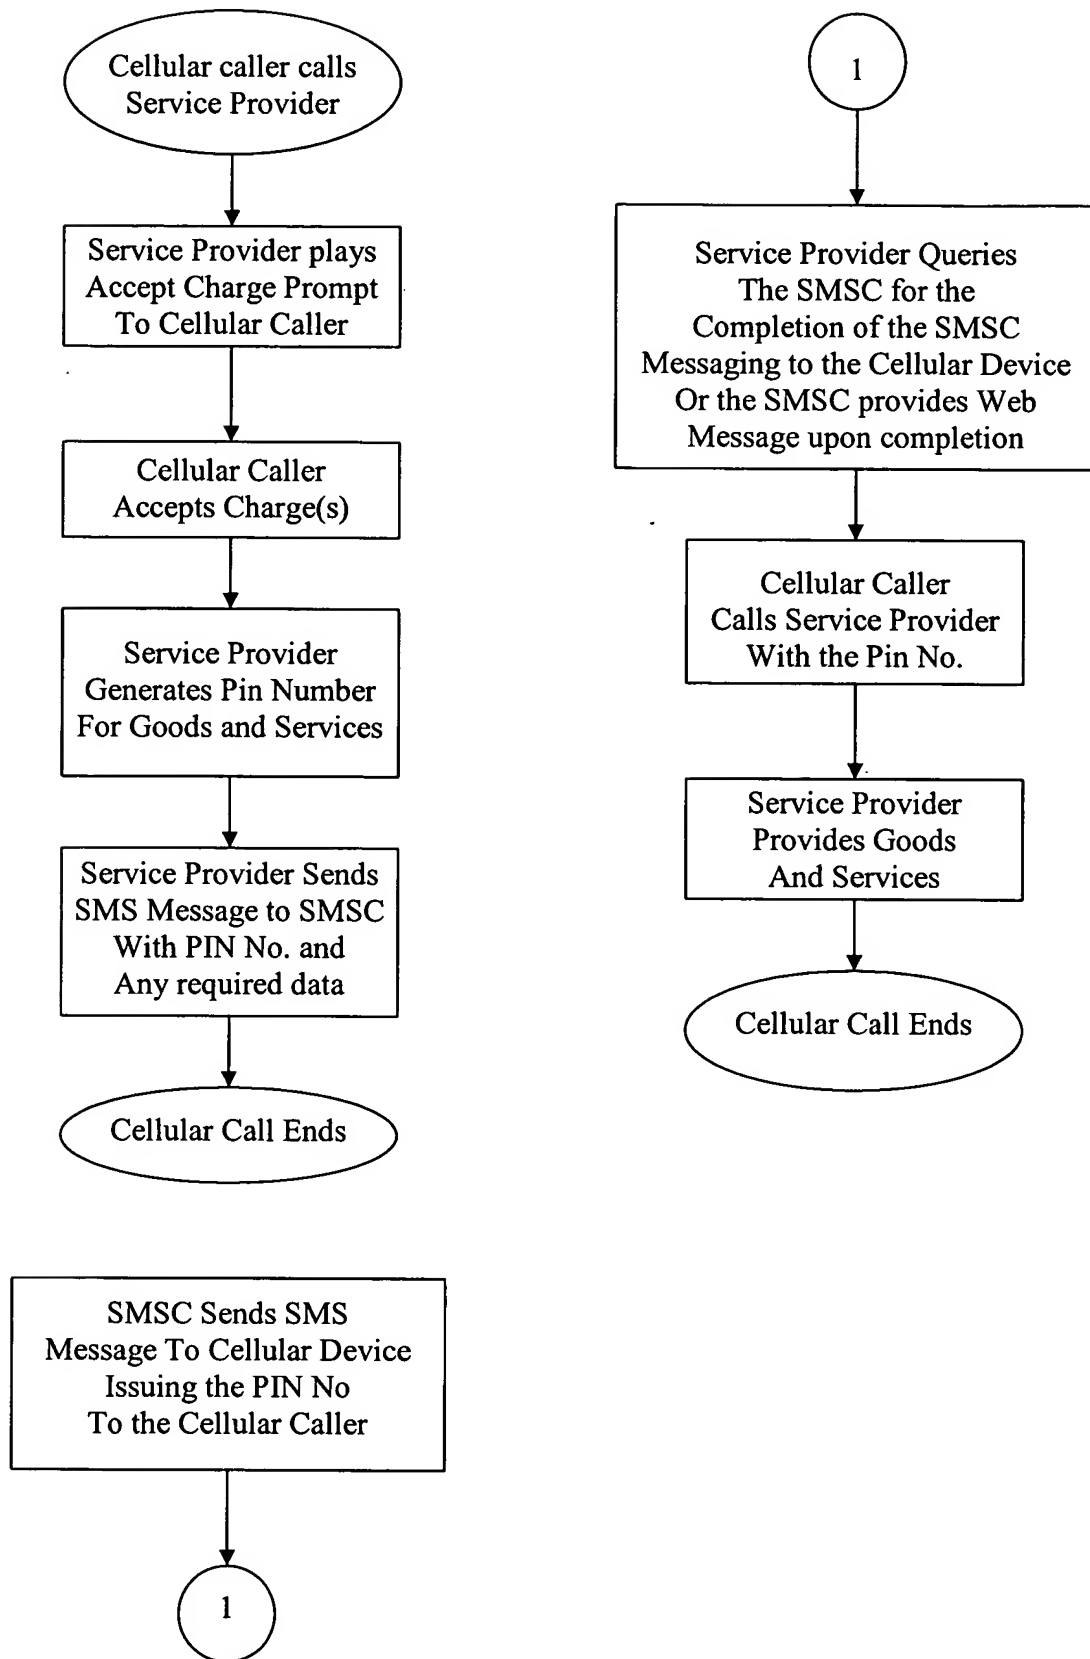 Cellular caller calls
Service Provider
Service Provider plays
Accept Charge Prompt
To Cellular Caller
Cellular Caller
Accepts Charge(s)
Service Provider
Generates Pin Number
For Goods and Services
Service Provider Sends
SMS Message to SMSC
With PIN No. and
Any required data
Cellular Call Ends
SMSC Sends SMS
Message To Cellular Device
Issuing the PIN No
To the Cellular Caller
1
1
Service Provider Queries
The SMSC for the
Completion of the SMSC
Messaging to the Cellular Device
Or the SMSC provides Web
Message upon completion
Cellular Caller
Calls Service Provider
With the Pin No.
Service Provider
Provides Goods
And Services
Cellular Call Ends